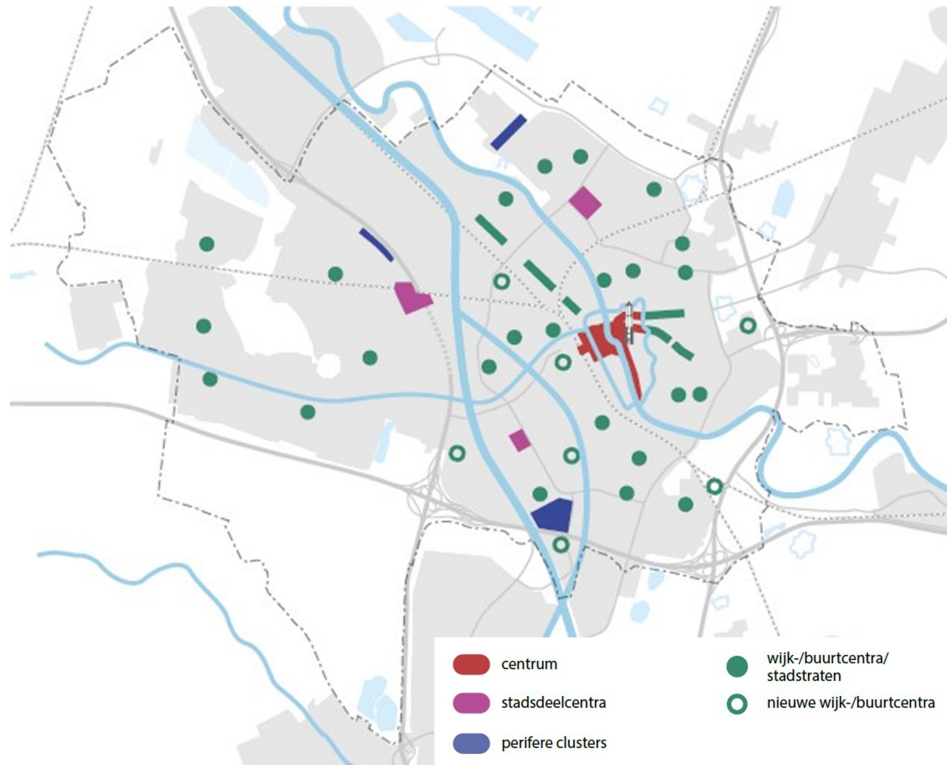 centrum
stadsdeelcentra
perifere clusters
wijk-/buurtcentra/
stadstraten
nieuwe wijk-/buurtcentra